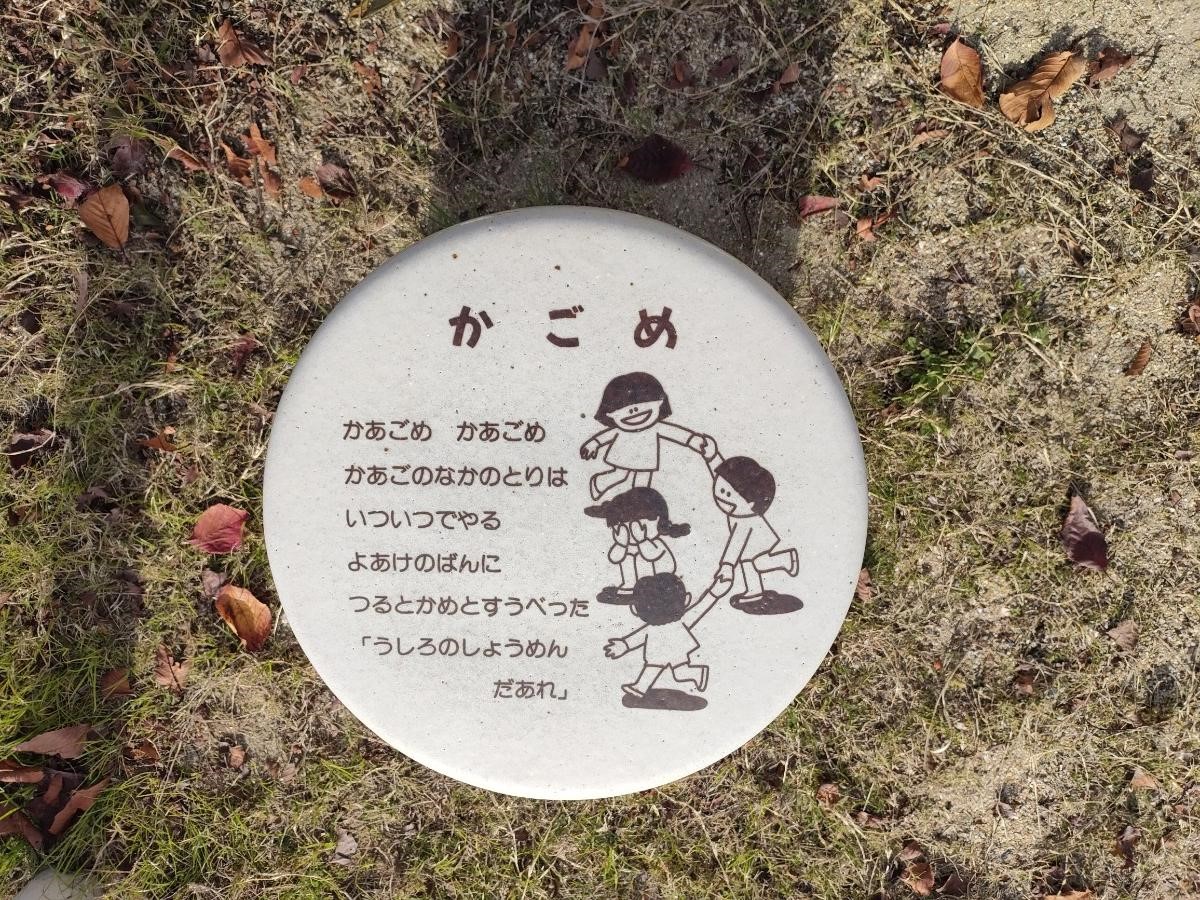 かごめ
かあごめ　かあごめ
かあごのなかのとりは
いついつでやる
よあけのばんに
つるとかめとすうべった
「うしろのしょうめん
だあれ」